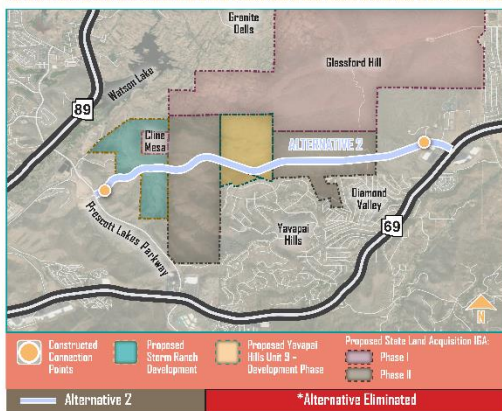 Granite
Dells
Glassford Hill
Watson Lake
89
Cline
Mesa
ALTERNATIVE 2
Prescott Lakes Parkway
Yavapai
Hills
Diamond
Valley
69
N
Constructed
Connection
Points
Proposed
Storm Ranch
Development
Proposed Yavapai
Hills Unit 9 -
Development Phase
Proposed State Land Acquisition IGA:
Phase I
Phase II
Alternative 2
*Alternative Eliminated